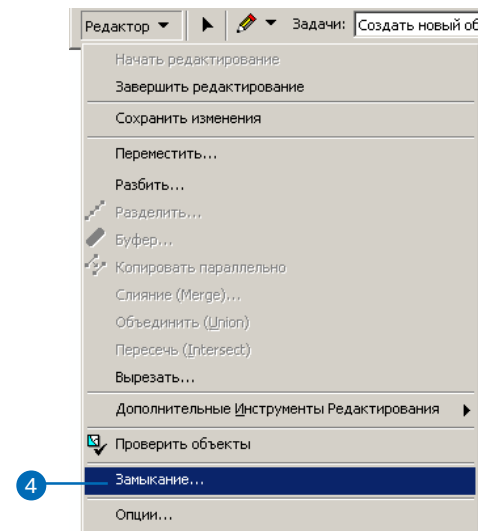 Редактор Задачи: Создать новый об
Начать редактирование
Завершить редактирование
Сохранить изменения
Переместить...
Разбить...
Разделить...
Буфер...
Копировать параллельно
Слияние (Merge)...
Объединить (Union)
Пересечь (Intersect)
Вырезать...
Дополнительные Инструменты Редактирования
Проверить объекты
4 Замыкание...
Опции...